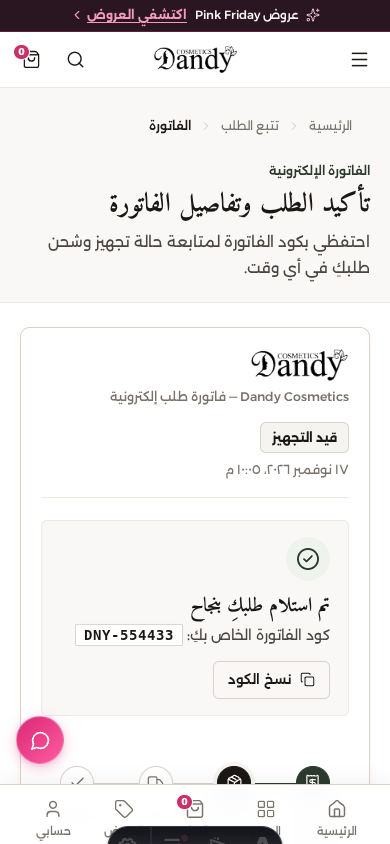 عروض Pink Friday اكتشفي العروض
0
COSMETICS
Dandy
الرئيسية
تتبع الطلب
الفاتورة
الفاتورة الإلكترونية
تأكيد الطلب وتفاصيل الفاتورة
احتفظي بكود الفاتورة لمتابعة حالة تجهيز وشحن
طلبكِ في أي وقت.
COSMETICS
Dandy
Dandy Cosmetics — فاتورة طلب إلكترونية
قيد التجهيز
١٧ نوفمبر ٢٠٢٦، ١٠:٠٥ م
تم استلام طلبكِ بنجاح
كود الفاتورة الخاص بكِ: DNY-554433
نسخ الكود
0
الرئيسية
حسابي